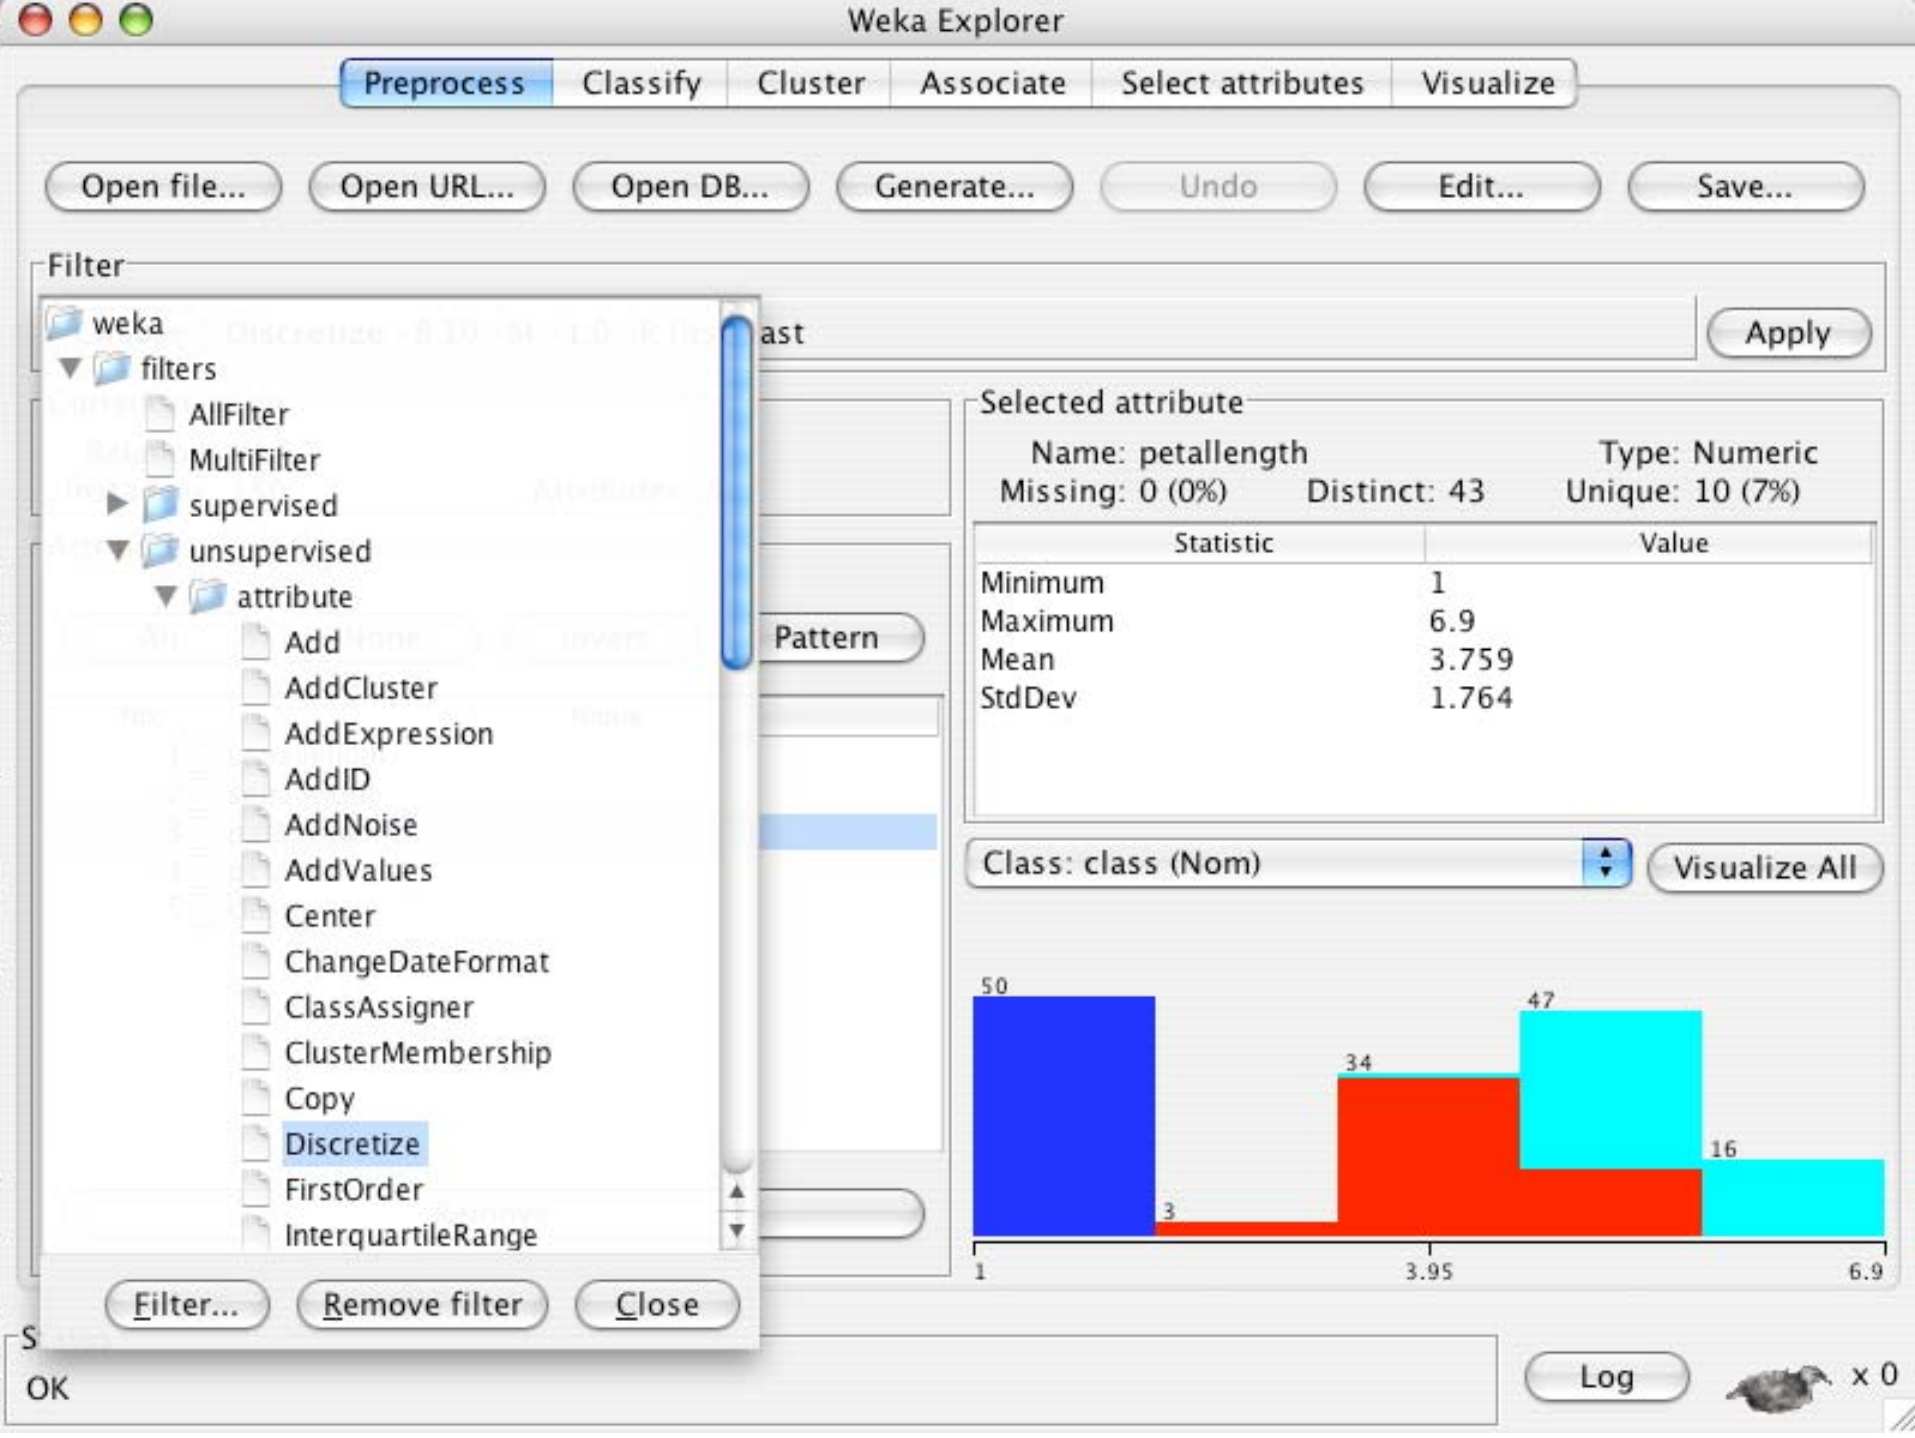 Weka Explorer
Preprocess Classify Cluster Associate Select attributes Visualize
Open file... Open URL... Open DB... Generate... Undo Edit... Save...
Filter
weka
filters
AllFilter
MultiFilter
supervised
unsupervised
attribute
Add
AddCluster
AddExpression
AddID
AddNoise
AddValues
Center
ChangeDateFormat
ClassAssigner
ClusterMembership
Copy
Discretize
FirstOrder
InterquartileRange
Filter... Remove filter Close
ast
Apply
Pattern
Selected attribute
Name: petallength Type: Numeric
Missing: 0 (0%) Distinct: 43 Unique: 10 (7%)
Statistic Value
Minimum 1
Maximum 6.9
Mean 3.759
StdDev 1.764
Class: class (Nom) Visualize All
50
3
34
47
16
1 3.95 6.9
OK
Log x 0